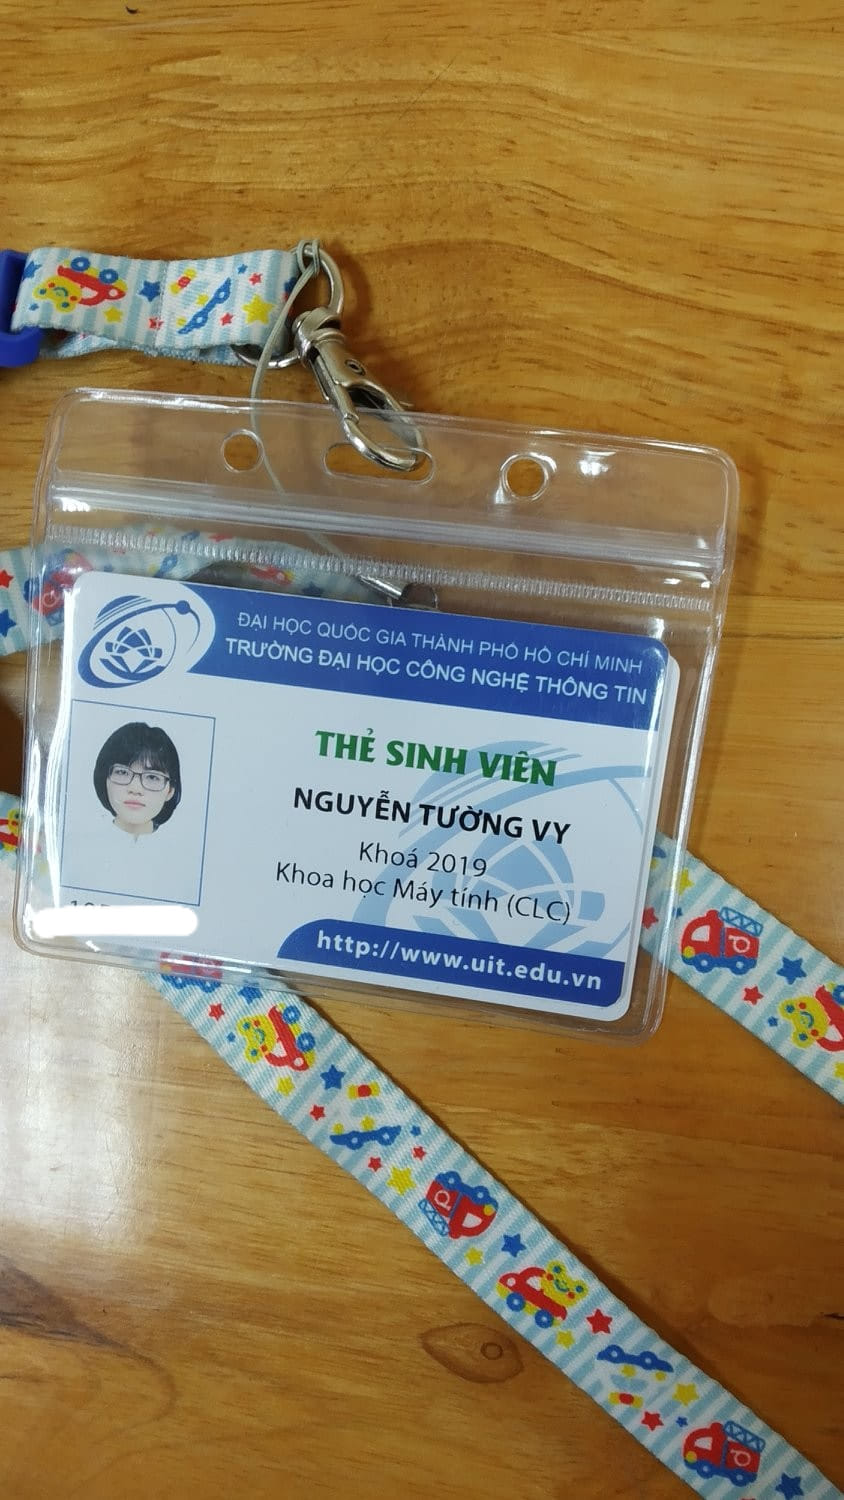 ĐẠI HỌC QUỐC GIA THÀNH PHỐ HỒ CHÍ MINH
TRƯỜNG ĐẠI HỌC CÔNG NGHỆ THÔNG TIN
THẺ SINH VIÊN
NGUYỄN TƯỜNG VY
Khoá 2019
Khoa học Máy tính (CLC)
http://www.uit.edu.vn